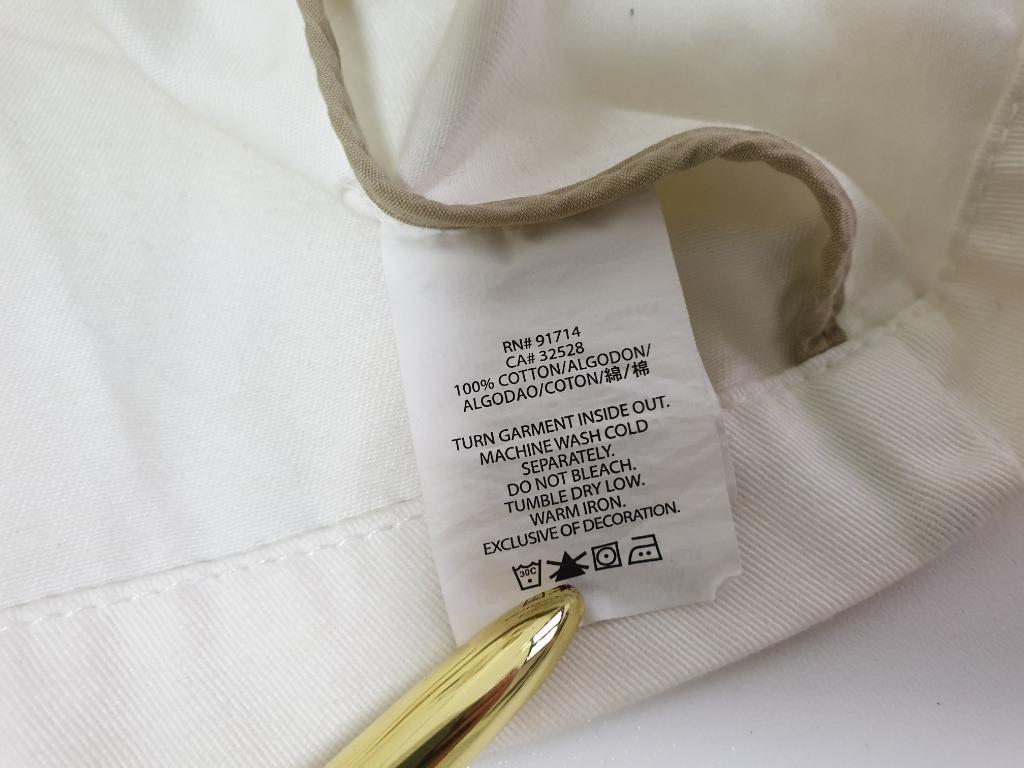 RN# 91714
CA# 32528
100% COTTON/ALGODON/
ALGODAO/COTON/綿/棉
TURN GARMENT INSIDE OUT.
MACHINE WASH COLD
SEPARATELY.
DO NOT BLEACH.
TUMBLE DRY LOW.
WARM IRON.
EXCLUSIVE OF DECORATION.
30C